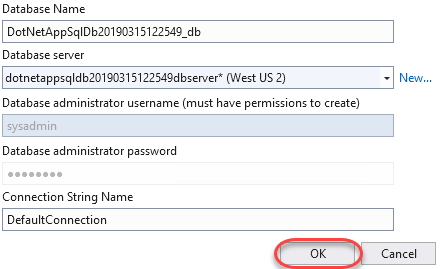 Database Name
DotNetAppSqlDb20190315122549_db
Database server
dotnetappsqldb20190315122549dbserver* (West US 2) New...
Database administrator username (must have permissions to create)
sysadmin
Database administrator password
●●●●●●●●
Connection String Name
DefaultConnection
OK Cancel